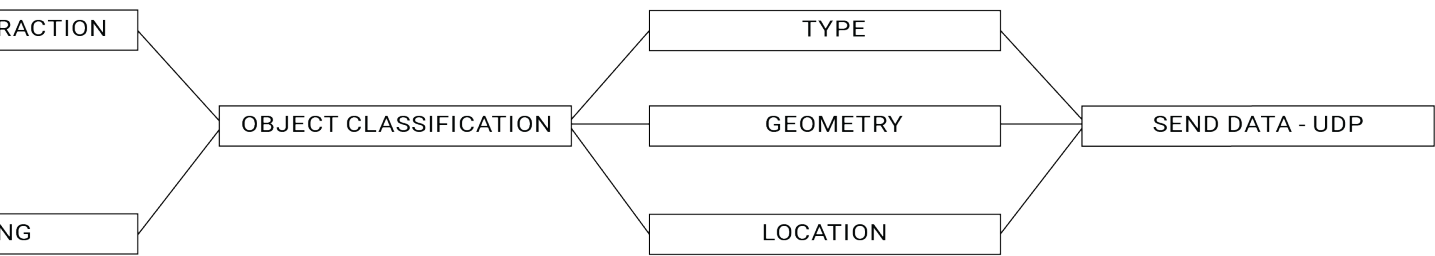 RACTION
TYPE
OBJECT CLASSIFICATION
GEOMETRY
SEND DATA - UDP
NG
LOCATION